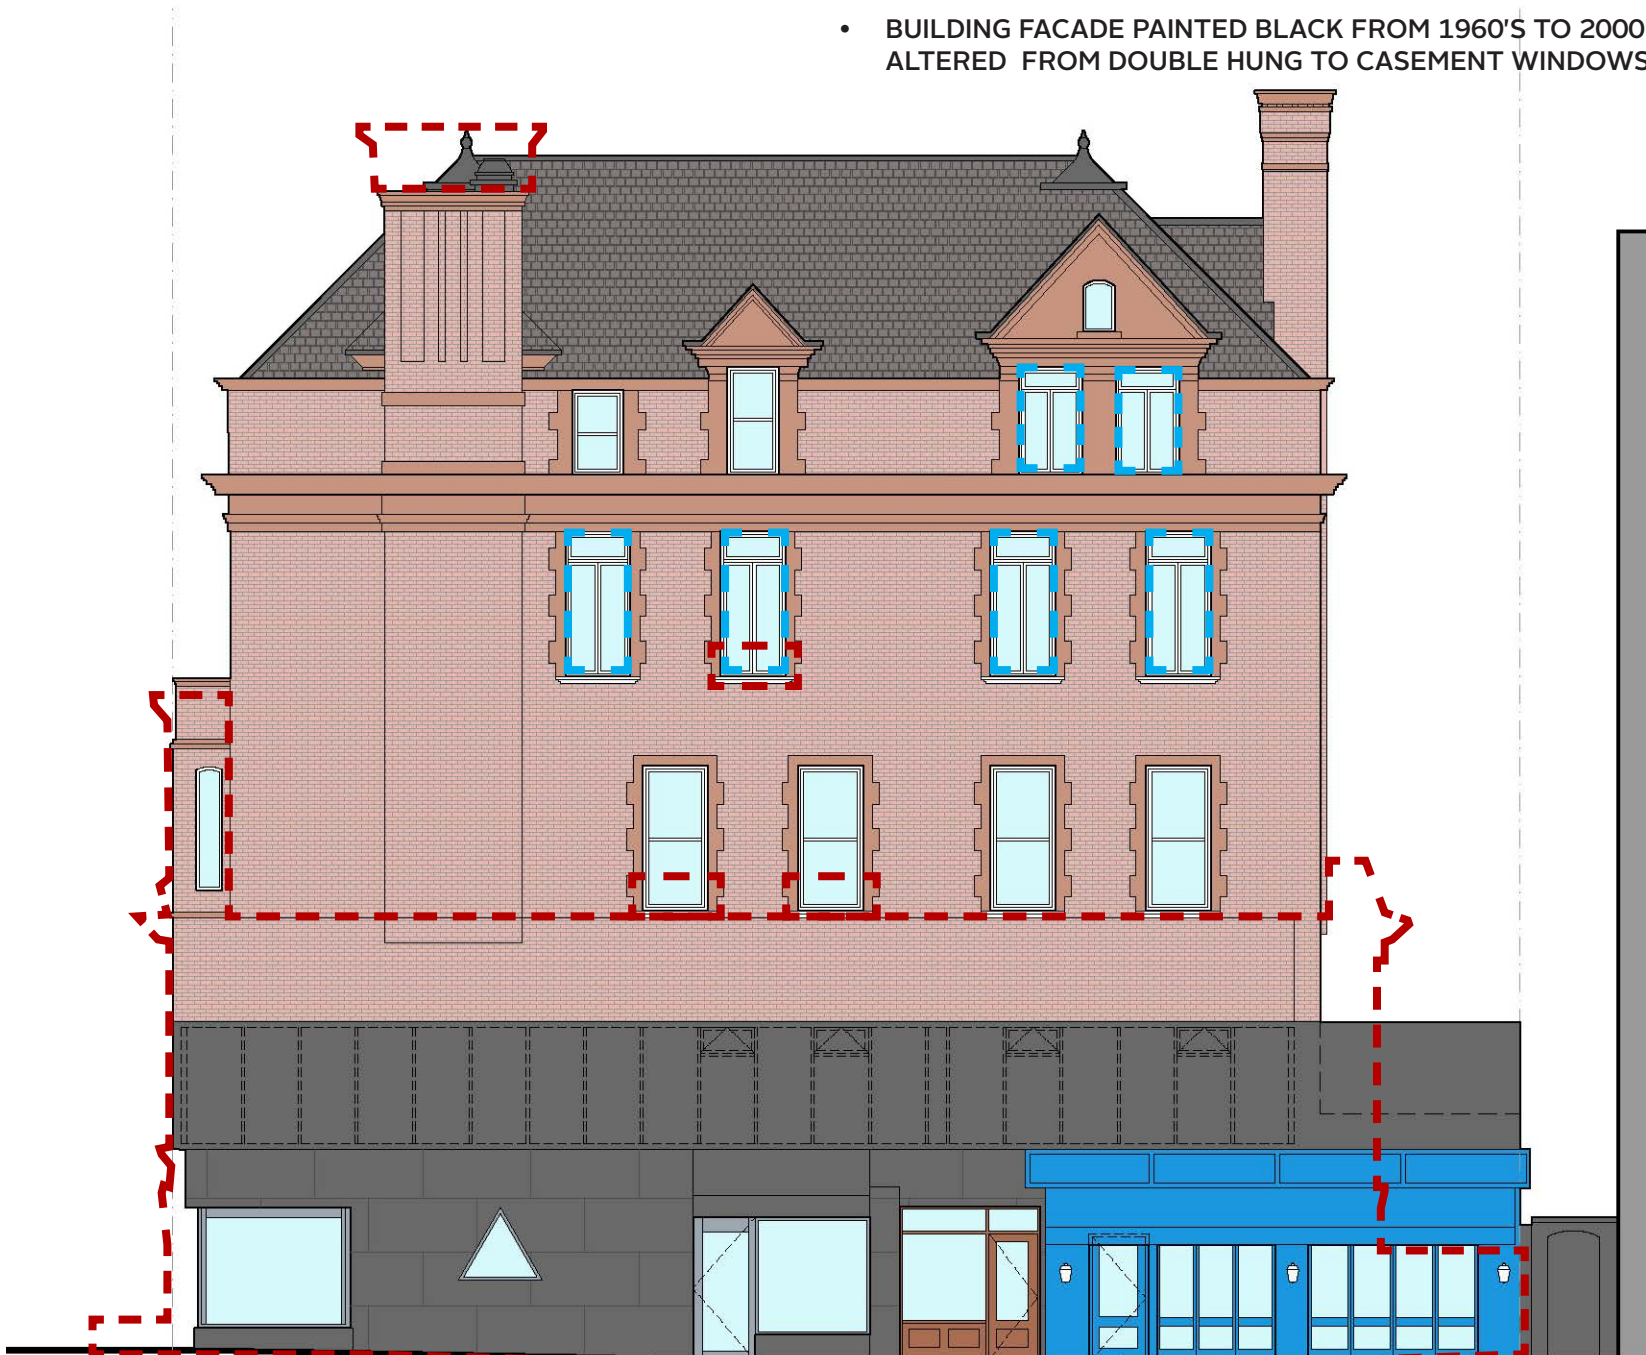 • BUILDING FACADE PAINTED BLACK FROM 1960'S TO 2000
ALTERED FROM DOUBLE HUNG TO CASEMENT WINDOWS